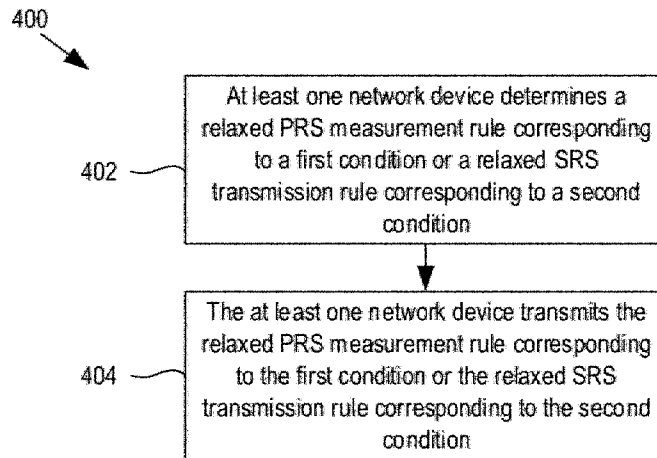 400
At least one network device determines a
relaxed PRS measurement rule corresponding
to a first condition or a relaxed SRS
transmission rule corresponding to a second
condition
402
The at least one network device transmits the
relaxed PRS measurement rule corresponding
to the first condition or the relaxed SRS
transmission rule corresponding to the second
condition
404